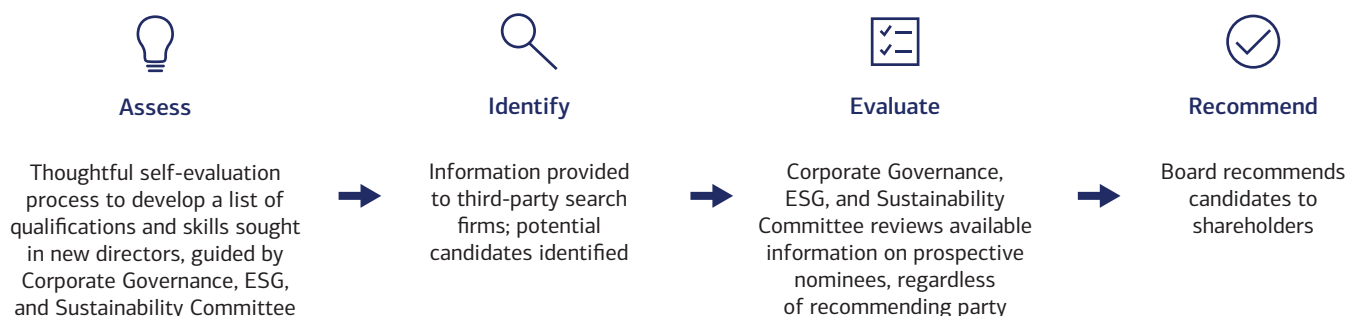 Assess
Thoughtful self-evaluation
process to develop a list of
qualifications and skills sought
in new directors, guided by
Corporate Governance, ESG,
and Sustainability Committee
Identify
Information provided
to third-party search
firms; potential
candidates identified
Evaluate
Corporate Governance,
ESG, and Sustainability
Committee reviews available
information on prospective
nominees, regardless
of recommending party
Recommend
Board recommends
candidates to
shareholders